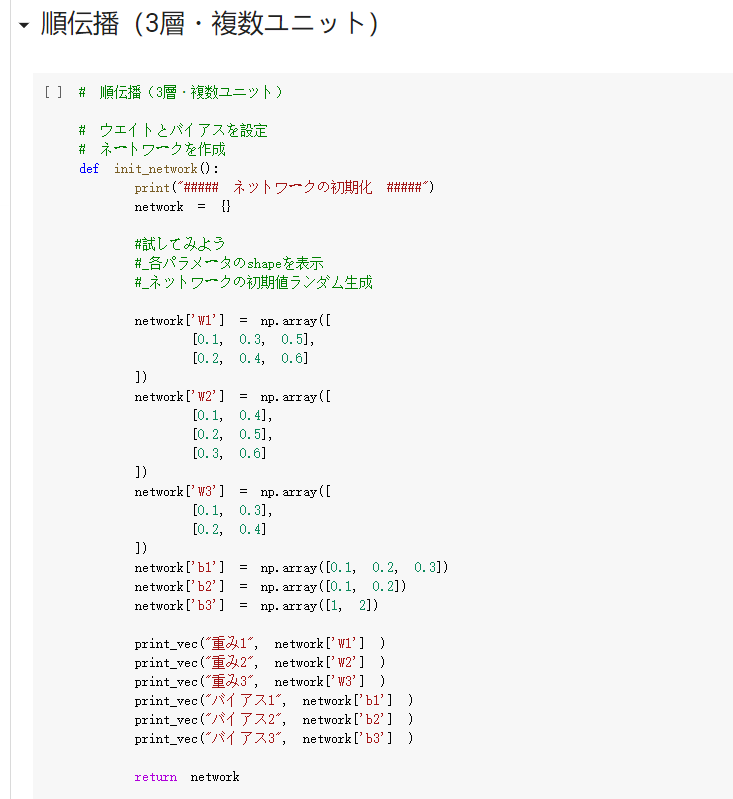 順伝播（3層・複数ユニット）
[ ] # 順伝播（3層・複数ユニット）
# ウエイトとバイアスを設定
# ネートワークを作成
def init_network():
print("##### ネットワークの初期化 #####")
network = {}
#試してみよう
#_各パラメータのshapeを表示
#_ネットワークの初期値ランダム生成
network['W1'] = np.array([
[0.1, 0.3, 0.5],
[0.2, 0.4, 0.6]
])
network['W2'] = np.array([
[0.1, 0.4],
[0.2, 0.5],
[0.3, 0.6]
])
network['W3'] = np.array([
[0.1, 0.3],
[0.2, 0.4]
])
network['b1'] = np.array([0.1, 0.2, 0.3])
network['b2'] = np.array([0.1, 0.2])
network['b3'] = np.array([1, 2])
print_vec("重み1", network['W1'] )
print_vec("重み2", network['W2'] )
print_vec("重み3", network['W3'] )
print_vec("バイアス1", network['b1'] )
print_vec("バイアス2", network['b2'] )
print_vec("バイアス3", network['b3'] )
return network